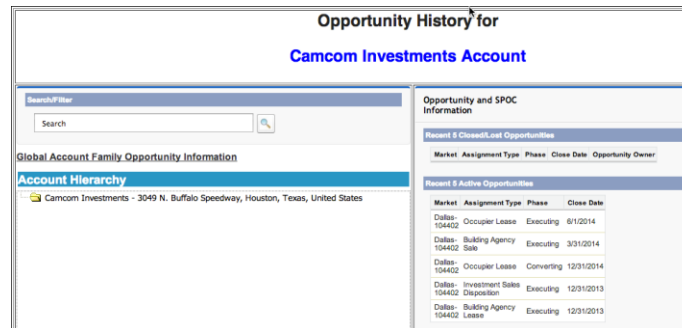 Opportunity History for
Camcom Investments Account
Search/Filter
Search
Global Account Family Opportunity Information
Account Hierarchy
Camcom Investments - 3049 N. Buffalo Speedway, Houston, Texas, United States
Opportunity and SPOC
Information
Recent 5 Closed/Lost Opportunities
Market Assignment Type Phase Close Date Opportunity Owner
Recent 5 Active Opportunities
Market Assignment Type Phase Close Date
Dallas-
104402 Occupier Lease Executing 6/1/2014
Dallas- Building Agency
104402 Sale Executing 3/31/2014
Dallas-
104402 Occupier Lease Converting 12/31/2014
Dallas- Investment Sales
104402 Disposition Executing 12/31/2013
Dallas- Building Agency
104402 Lease Executing 12/31/2013